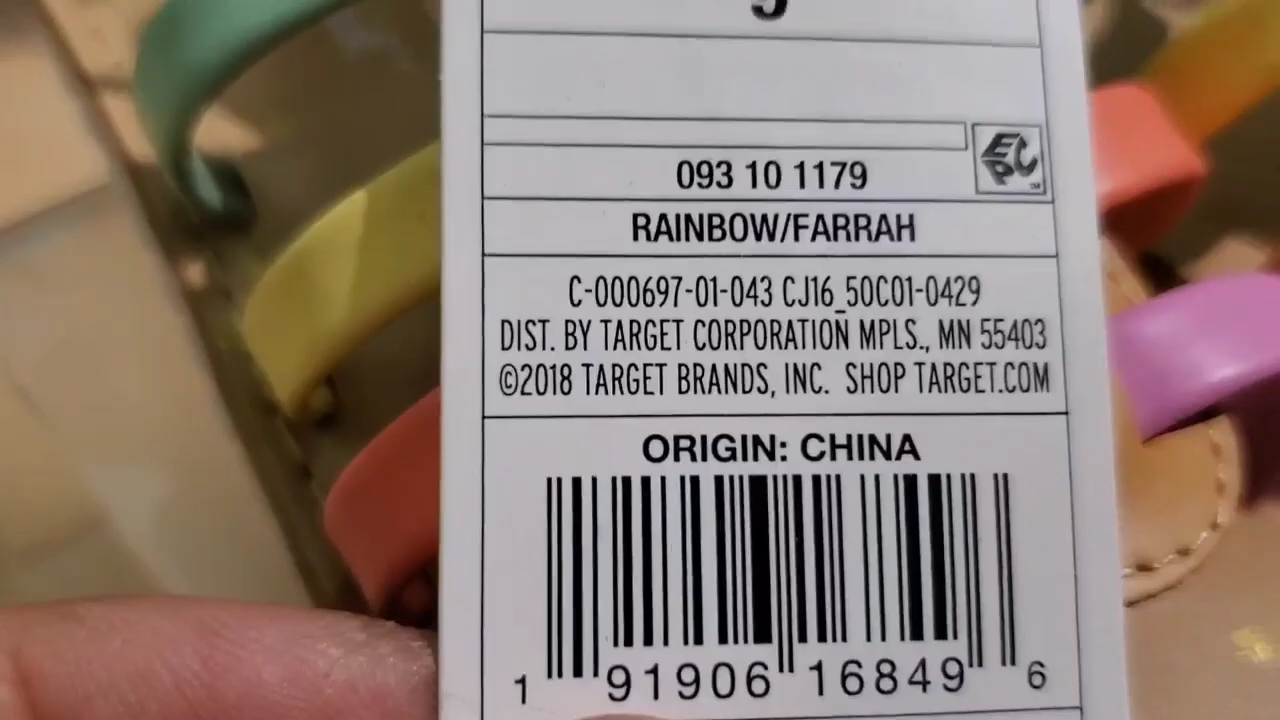 093 10 1179
EPC™
RAINBOW/FARRAH
C-000697-01-043 CJ16_50C01-0429
DIST. BY TARGET CORPORATION MPLS., MN 55403
©2018 TARGET BRANDS, INC. SHOP TARGET.COM
ORIGIN: CHINA
1 91906 16849 6